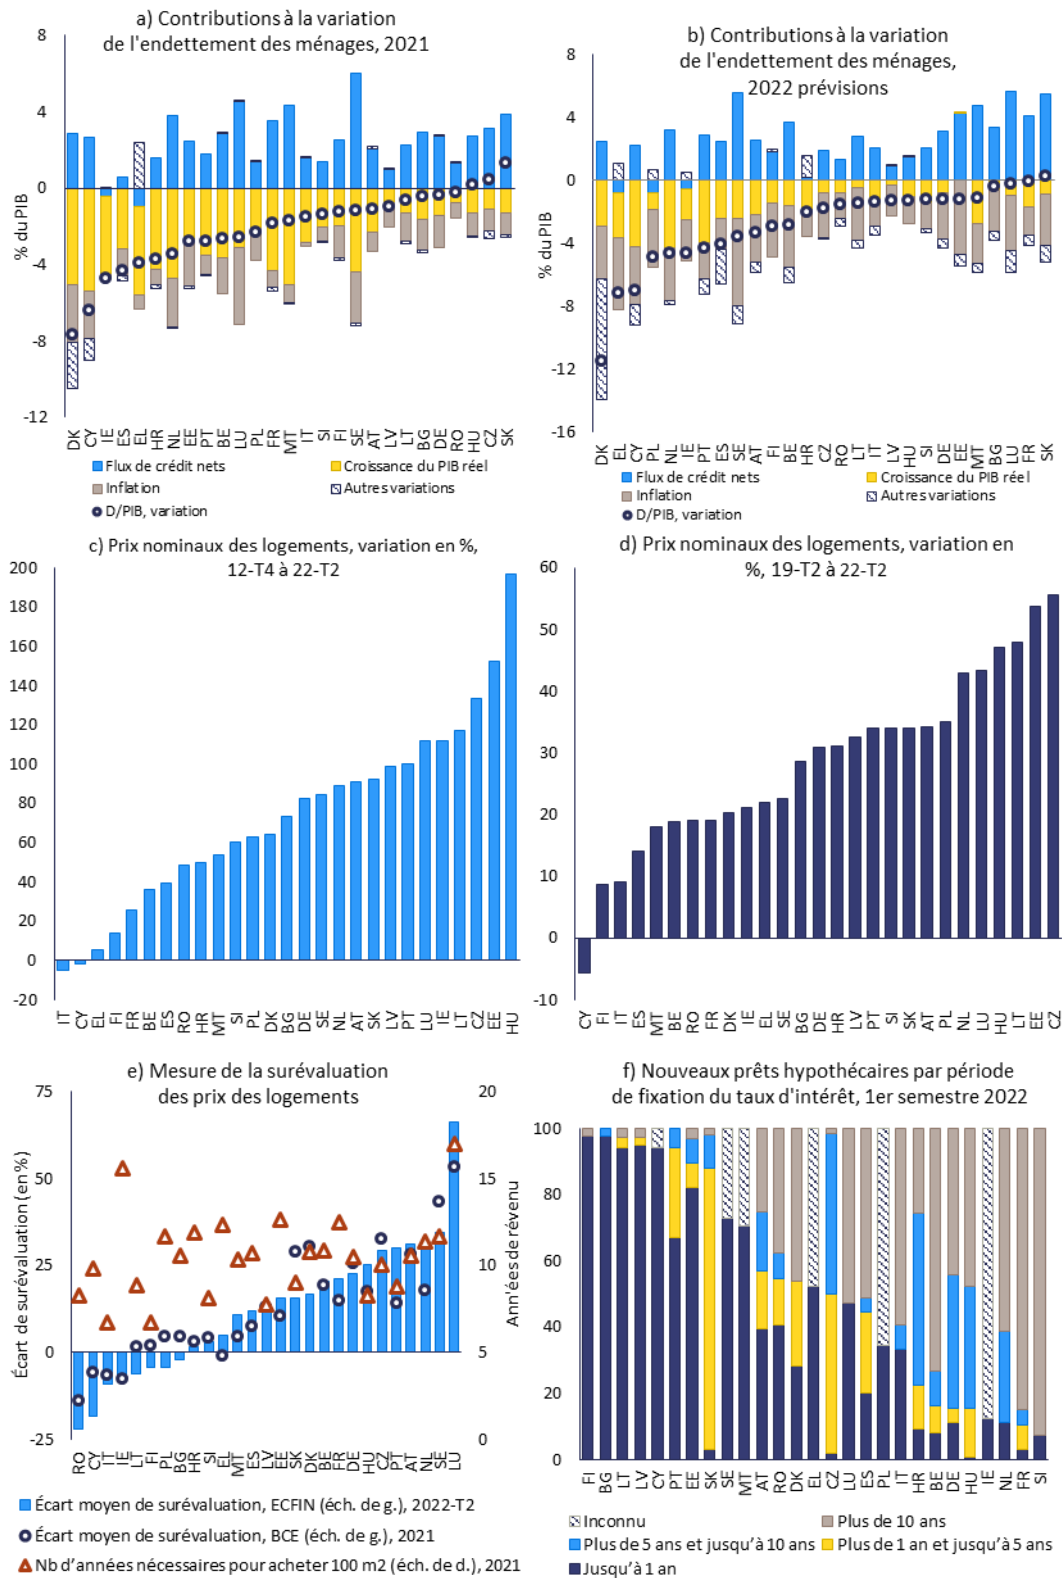 a) Contributions à la variation
de l'endettement des ménages, 2021
8
4
0
-4
-8
-12
% du PIB
DK CY IE ES EL HR NL EE PT BE LU PL FR MT IT SI FI SE AT LV LT BG DE RO HU CZ SK
Flux de crédit nets
Croissance du PIB réel
Inflation
Autres variations
D/PIB, variation
b) Contributions à la variation
de l'endettement des ménages,
2022 prévisions
8
4
0
-4
-8
-12
-16
% du PIB
DK EL CY PL NL IE PT ES SE AT FI BE HR CZ RO LT IT LV HU SI DE EE MT BG LU FR SK
Flux de crédit nets
Croissance du PIB réel
Inflation
Autres variations
D/PIB, variation
c) Prix nominaux des logements, variation en %,
12-T4 à 22-T2
200
180
160
140
120
100
80
60
40
20
0
-20
IT CY EL FI FR BE ES RO HR MT SI PL DK BG DE SE NL AT SK LV PT LU IE LT CZ EE HU
d) Prix nominaux des logements, variation en
%, 19-T2 à 22-T2
60
50
40
30
20
10
0
-10
CY FI IT ES MT BE RO FR DK IE EL SE BG DE HR LV PT SI SK AT PL NL LU HU LT EE CZ
e) Mesure de la surévaluation
des prix des logements
75
50
25
0
-25
Écart de surévaluation (en %)
20
15
10
5
0
Ann'ées de révenu
RO CY IT IE LT FI PL BG HR SI EL MT ES LV EE SK DK BE FR DE HU CZ PT AT NL SE LU
Écart moyen de surévaluation, ECFIN (éch. de g.), 2022-T2
Écart moyen de surévaluation, BCE (éch. de g.), 2021
Nb d'années nécessaires pour acheter 100 m2 (éch. de d.), 2021
f) Nouveaux prêts hypothécaires par période
de fixation du taux d'intérêt, 1er semestre 2022
100
80
60
40
20
0
FI BG LT LV CY PT EE SK SE MT AT RO DK EL CZ LU ES PL IT HR BE DE HU IE NL FR SI
Inconnu
Plus de 10 ans
Plus de 5 ans et jusqu'à 10 ans
Plus de 1 an et jusqu'à 5 ans
Jusqu'à 1 an